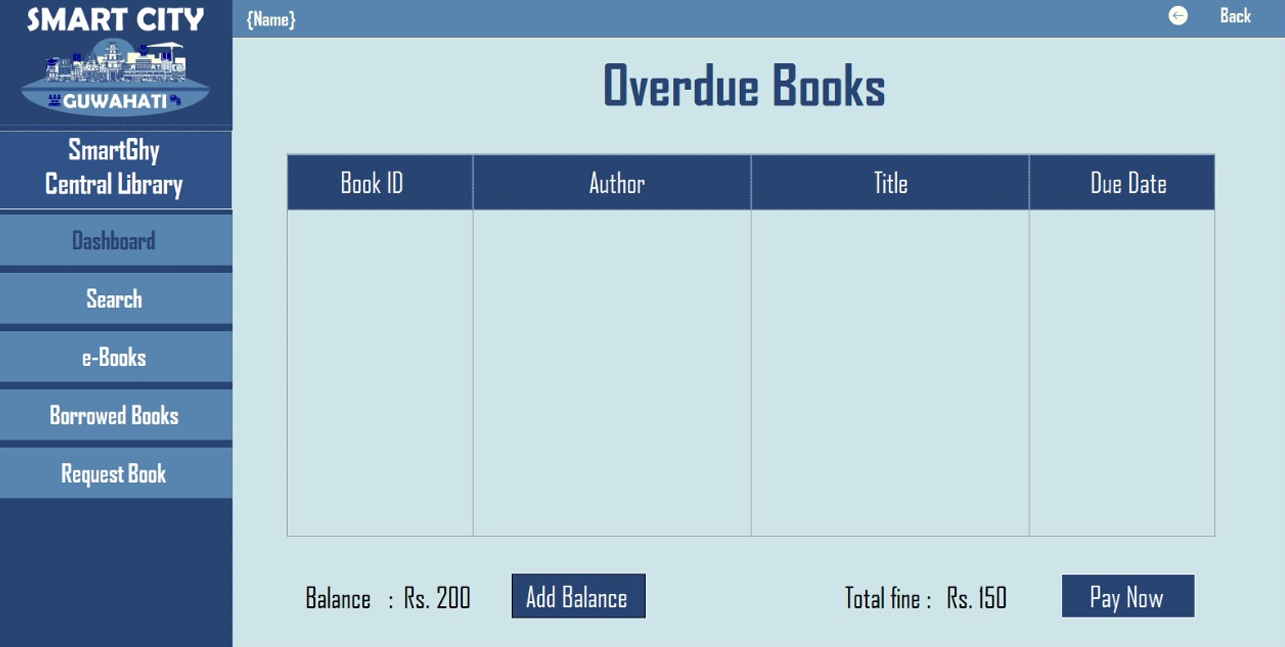 SMART CITY
GUWAHATI
SmartGhy
Central Library
Dashboard
Search
e-Books
Borrowed Books
Request Book
{Name}
Back
Overdue Books
Book ID Author Title Due Date
Balance : Rs. 200 Add Balance Total fine : Rs. 150 Pay Now